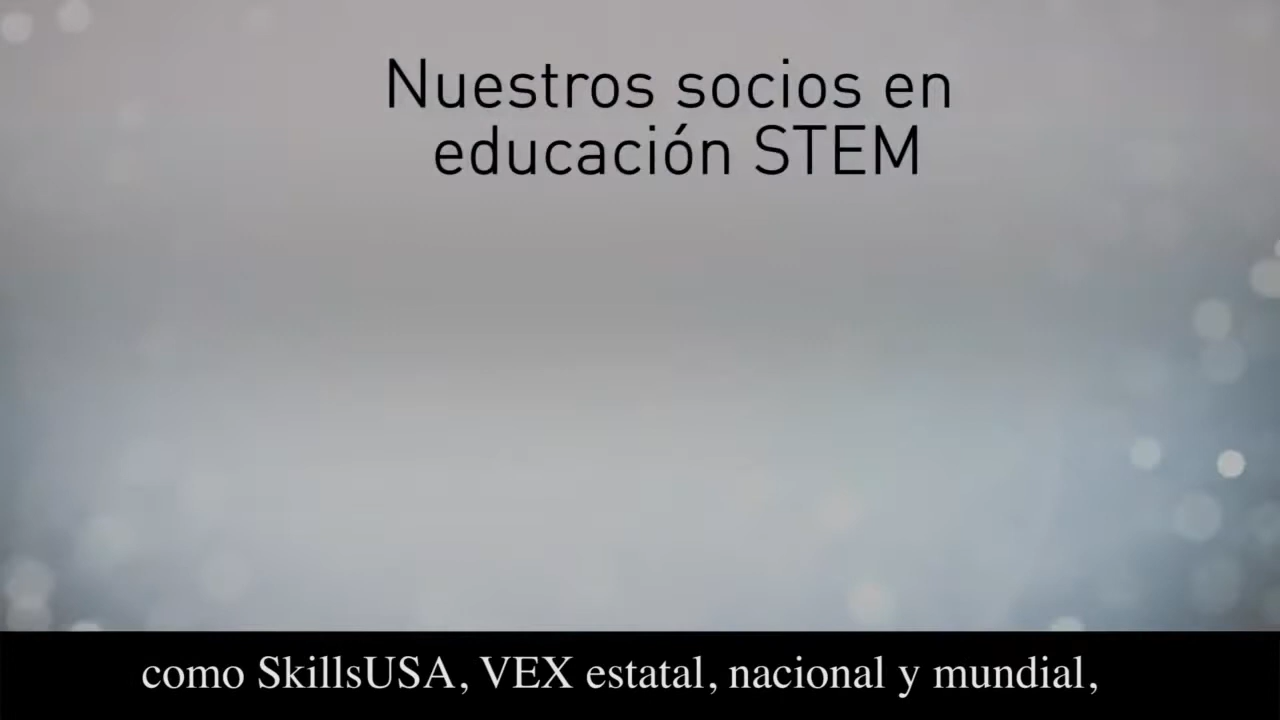 Nuestros socios en
educación STEM
como SkillsUSA, VEX estatal, nacional y mundial,